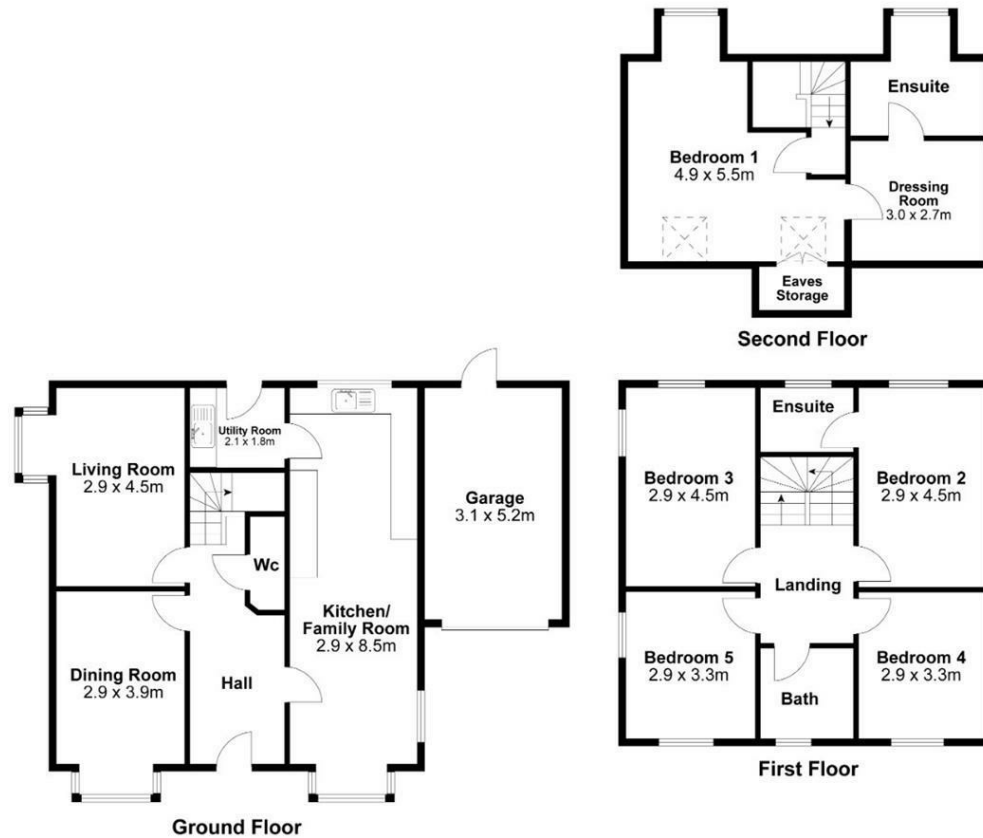 Ensuite
Bedroom 1
4.9 x 5.5m
Dressing
Room
3.0 x 2.7m
Eaves
Storage
Second Floor
Living Room
2.9 x 4.5m
Utility Room
2.1 x 1.8m
Wc
Kitchen/
Family Room
2.9 x 8.5m
Garage
3.1 x 5.2m
Dining Room
2.9 x 3.9m
Hall
Ground Floor
Ensuite
Bedroom 3
2.9 x 4.5m
Bedroom 2
2.9 x 4.5m
Landing
Bedroom 5
2.9 x 3.3m
Bath
Bedroom 4
2.9 x 3.3m
First Floor